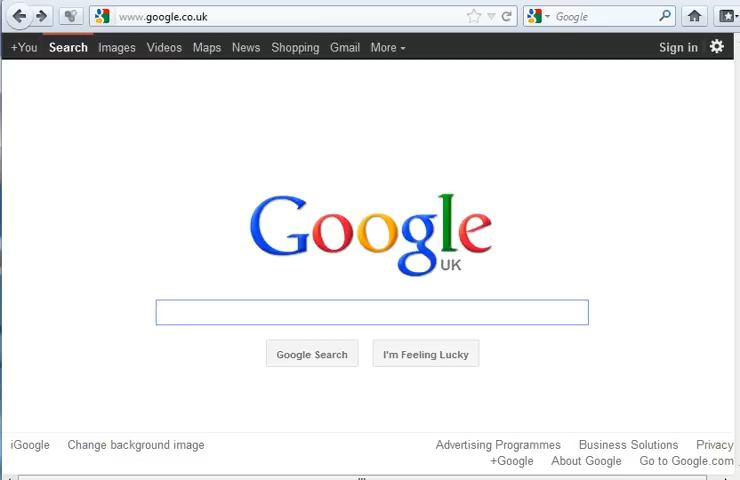 www.google.co.uk
Google
+You Search Images Videos Maps News Shopping Gmail More Sign in
Google
UK
Google Search I'm Feeling Lucky
iGoogle Change background image Advertising Programmes Business Solutions Privacy
+Google About Google Go to Google.com